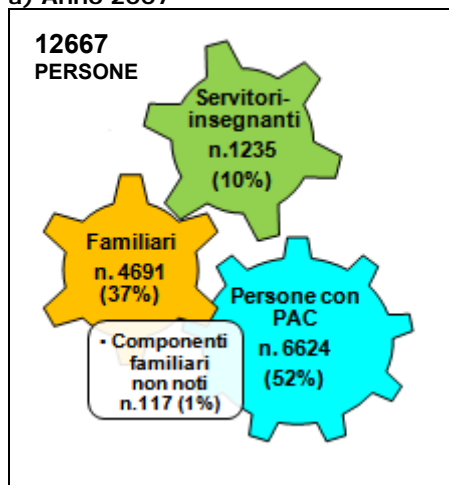 12667
PERSONE
Servitori-
insegnanti
n.1235
(10%)
Familiari
n. 4691
(37%)
Persone con
PAC
n. 6624
(52%)
• Componenti
familiari
non noti
n.117 (1%)